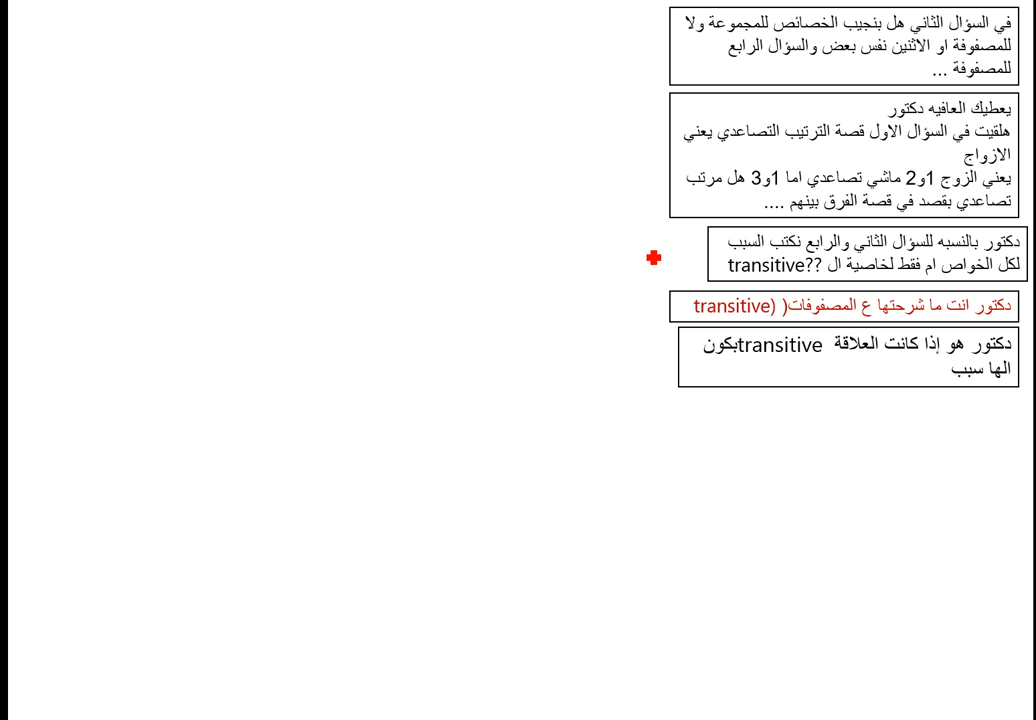 في السؤال الثاني هل بنجيب الخصائص للمجموعة ولا
للمصفوفة او الاثنين نفس بعض والسؤال الرابع
للمصفوفة ...
يعطيك العافيه دكتور
هلقيت في السؤال الاول قصة الترتيب التصاعدي يعني
الازواج
يعني الزوج 1و2 ماشي تصاعدي اما 1و3 هل مرتب
تصاعدي بقصد في قصة الفرق بينهم ....
دكتور بالنسبه للسؤال الثاني والرابع نكتب السبب
لكل الخواص ام فقط لخاصية ال transitive??
دكتور انت ما شرحتها ع المصفوفات( (transitive
دكتور هو إذا كانت العلاقة transitiveبكون
الها سبب